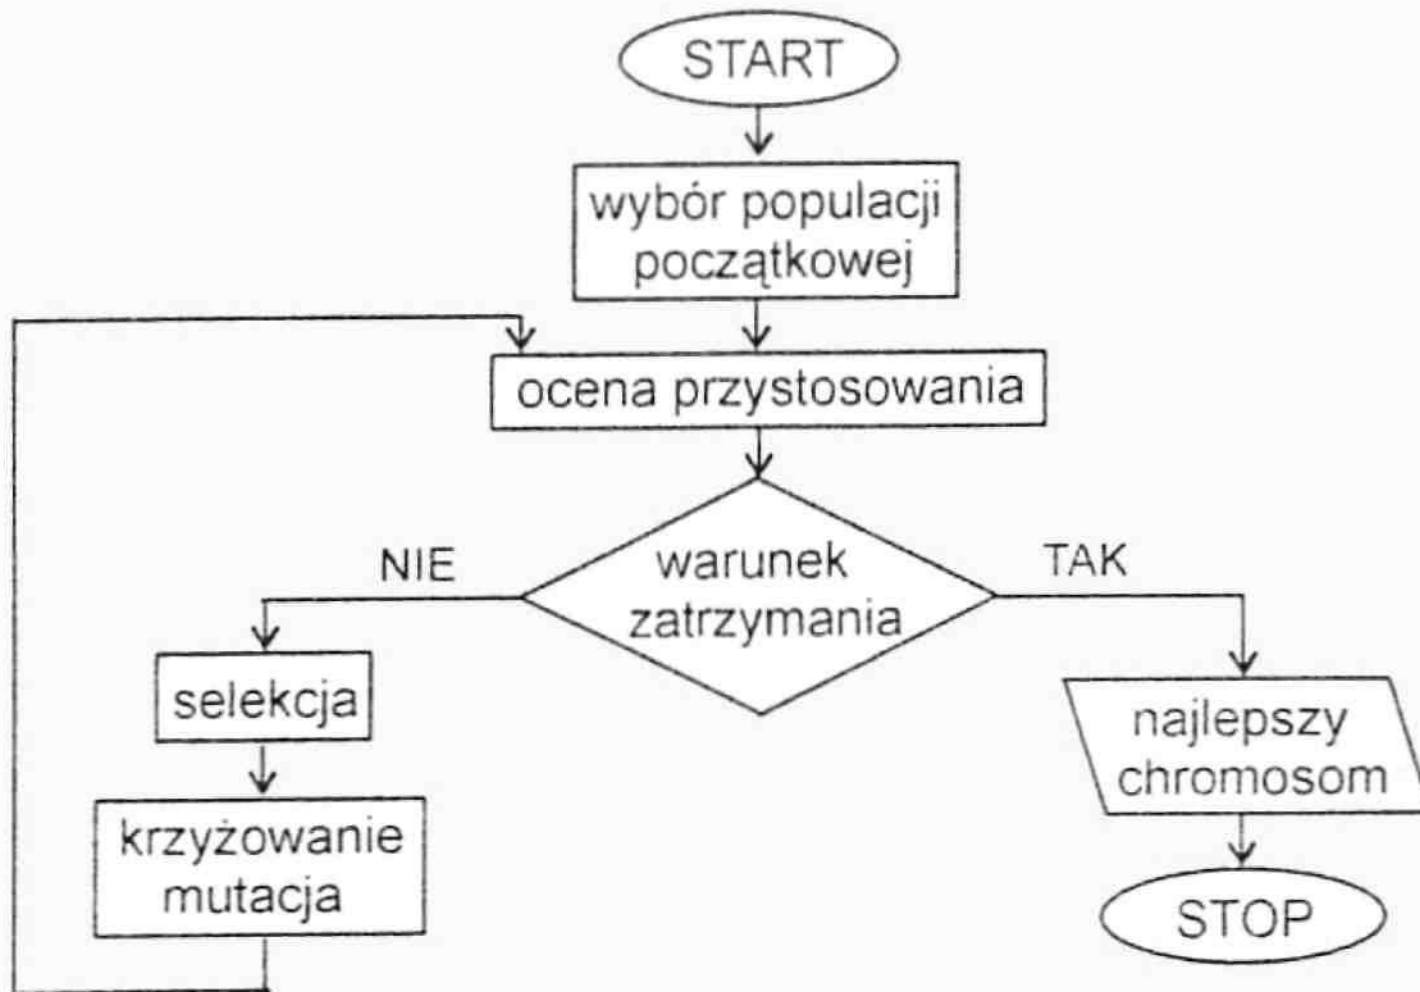 START
wybór populacji
początkowej
ocena przystosowania
NIE
warunek
zatrzymania
TAK
selekcja
najlepszy
chromosom
krzyżowanie
mutacja
STOP